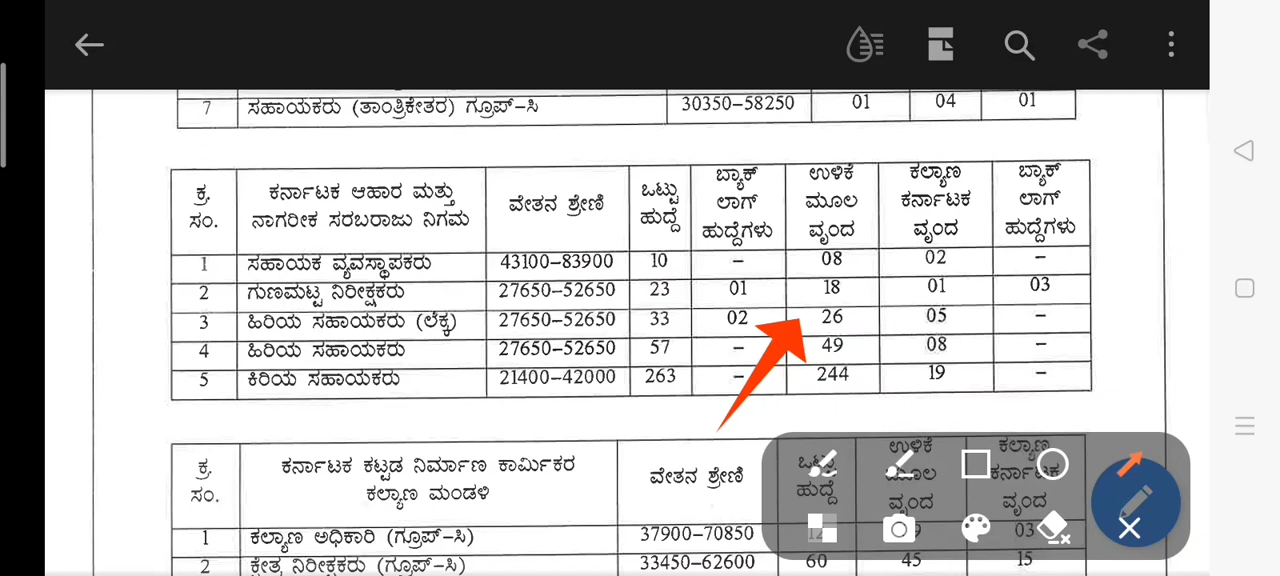 7 ಸಹಾಯಕರು (ತಾಂತ್ರಿಕೇತರ) ಗ್ರೂಪ್-ಸಿ 30350-58250 01 04 01
ಕ್ರ. ಸಂ. ಕರ್ನಾಟಕ ಆಹಾರ ಮತ್ತು ನಾಗರೀಕ ಸರಬರಾಜು ನಿಗಮ ವೇತನ ಶ್ರೇಣಿ ಒಟ್ಟು ಹುದ್ದೆ ಬ್ಯಾಕ್ ಲಾಗ್ ಹುದ್ದೆಗಳು ಉಳಿಕೆ ಮೂಲ ವೃಂದ ಕಲ್ಯಾಣ ಕರ್ನಾಟಕ ವೃಂದ ಬ್ಯಾಕ್ ಲಾಗ್ ಹುದ್ದೆಗಳು
1 ಸಹಾಯಕ ವ್ಯವಸ್ಥಾಪಕರು 43100-83900 10 - 08 02 -
2 ಗುಣಮಟ್ಟ ನಿರೀಕ್ಷಕರು 27650-52650 23 01 18 01 03
3 ಹಿರಿಯ ಸಹಾಯಕರು (ಲೆಕ್ಕ) 27650-52650 33 02 26 05 -
4 ಹಿರಿಯ ಸಹಾಯಕರು 27650-52650 57 - 49 08 -
5 ಕಿರಿಯ ಸಹಾಯಕರು 21400-42000 263 - 244 19 -
ಕ್ರ. ಸಂ. ಕರ್ನಾಟಕ ಕಟ್ಟಡ ನಿರ್ಮಾಣ ಕಾರ್ಮಿಕರ ಕಲ್ಯಾಣ ಮಂಡಳಿ ವೇತನ ಶ್ರೇಣಿ ಒಟ್ಟು ಹುದ್ದೆ ಉಳಿಕೆ ಮೂಲ ವೃಂದ ಕಲ್ಯಾಣ ಕರ್ನಾಟಕ ವೃಂದ
1 ಕಲ್ಯಾಣ ಅಧಿಕಾರಿ (ಗ್ರೂಪ್-ಸಿ) 37900-70850 03
2 ಕ್ಷೇತ್ರ ನಿರೀಕ್ಷಕರು (ಗ್ರೂಪ್-ಸಿ) 33450-62600 60 45 15